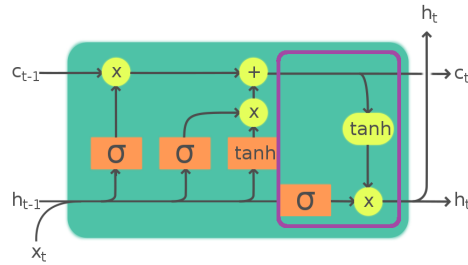 h_t
c_{t-1} x + c_t
x
σ σ tanh tanh
h_{t-1} σ x h_t
x_t